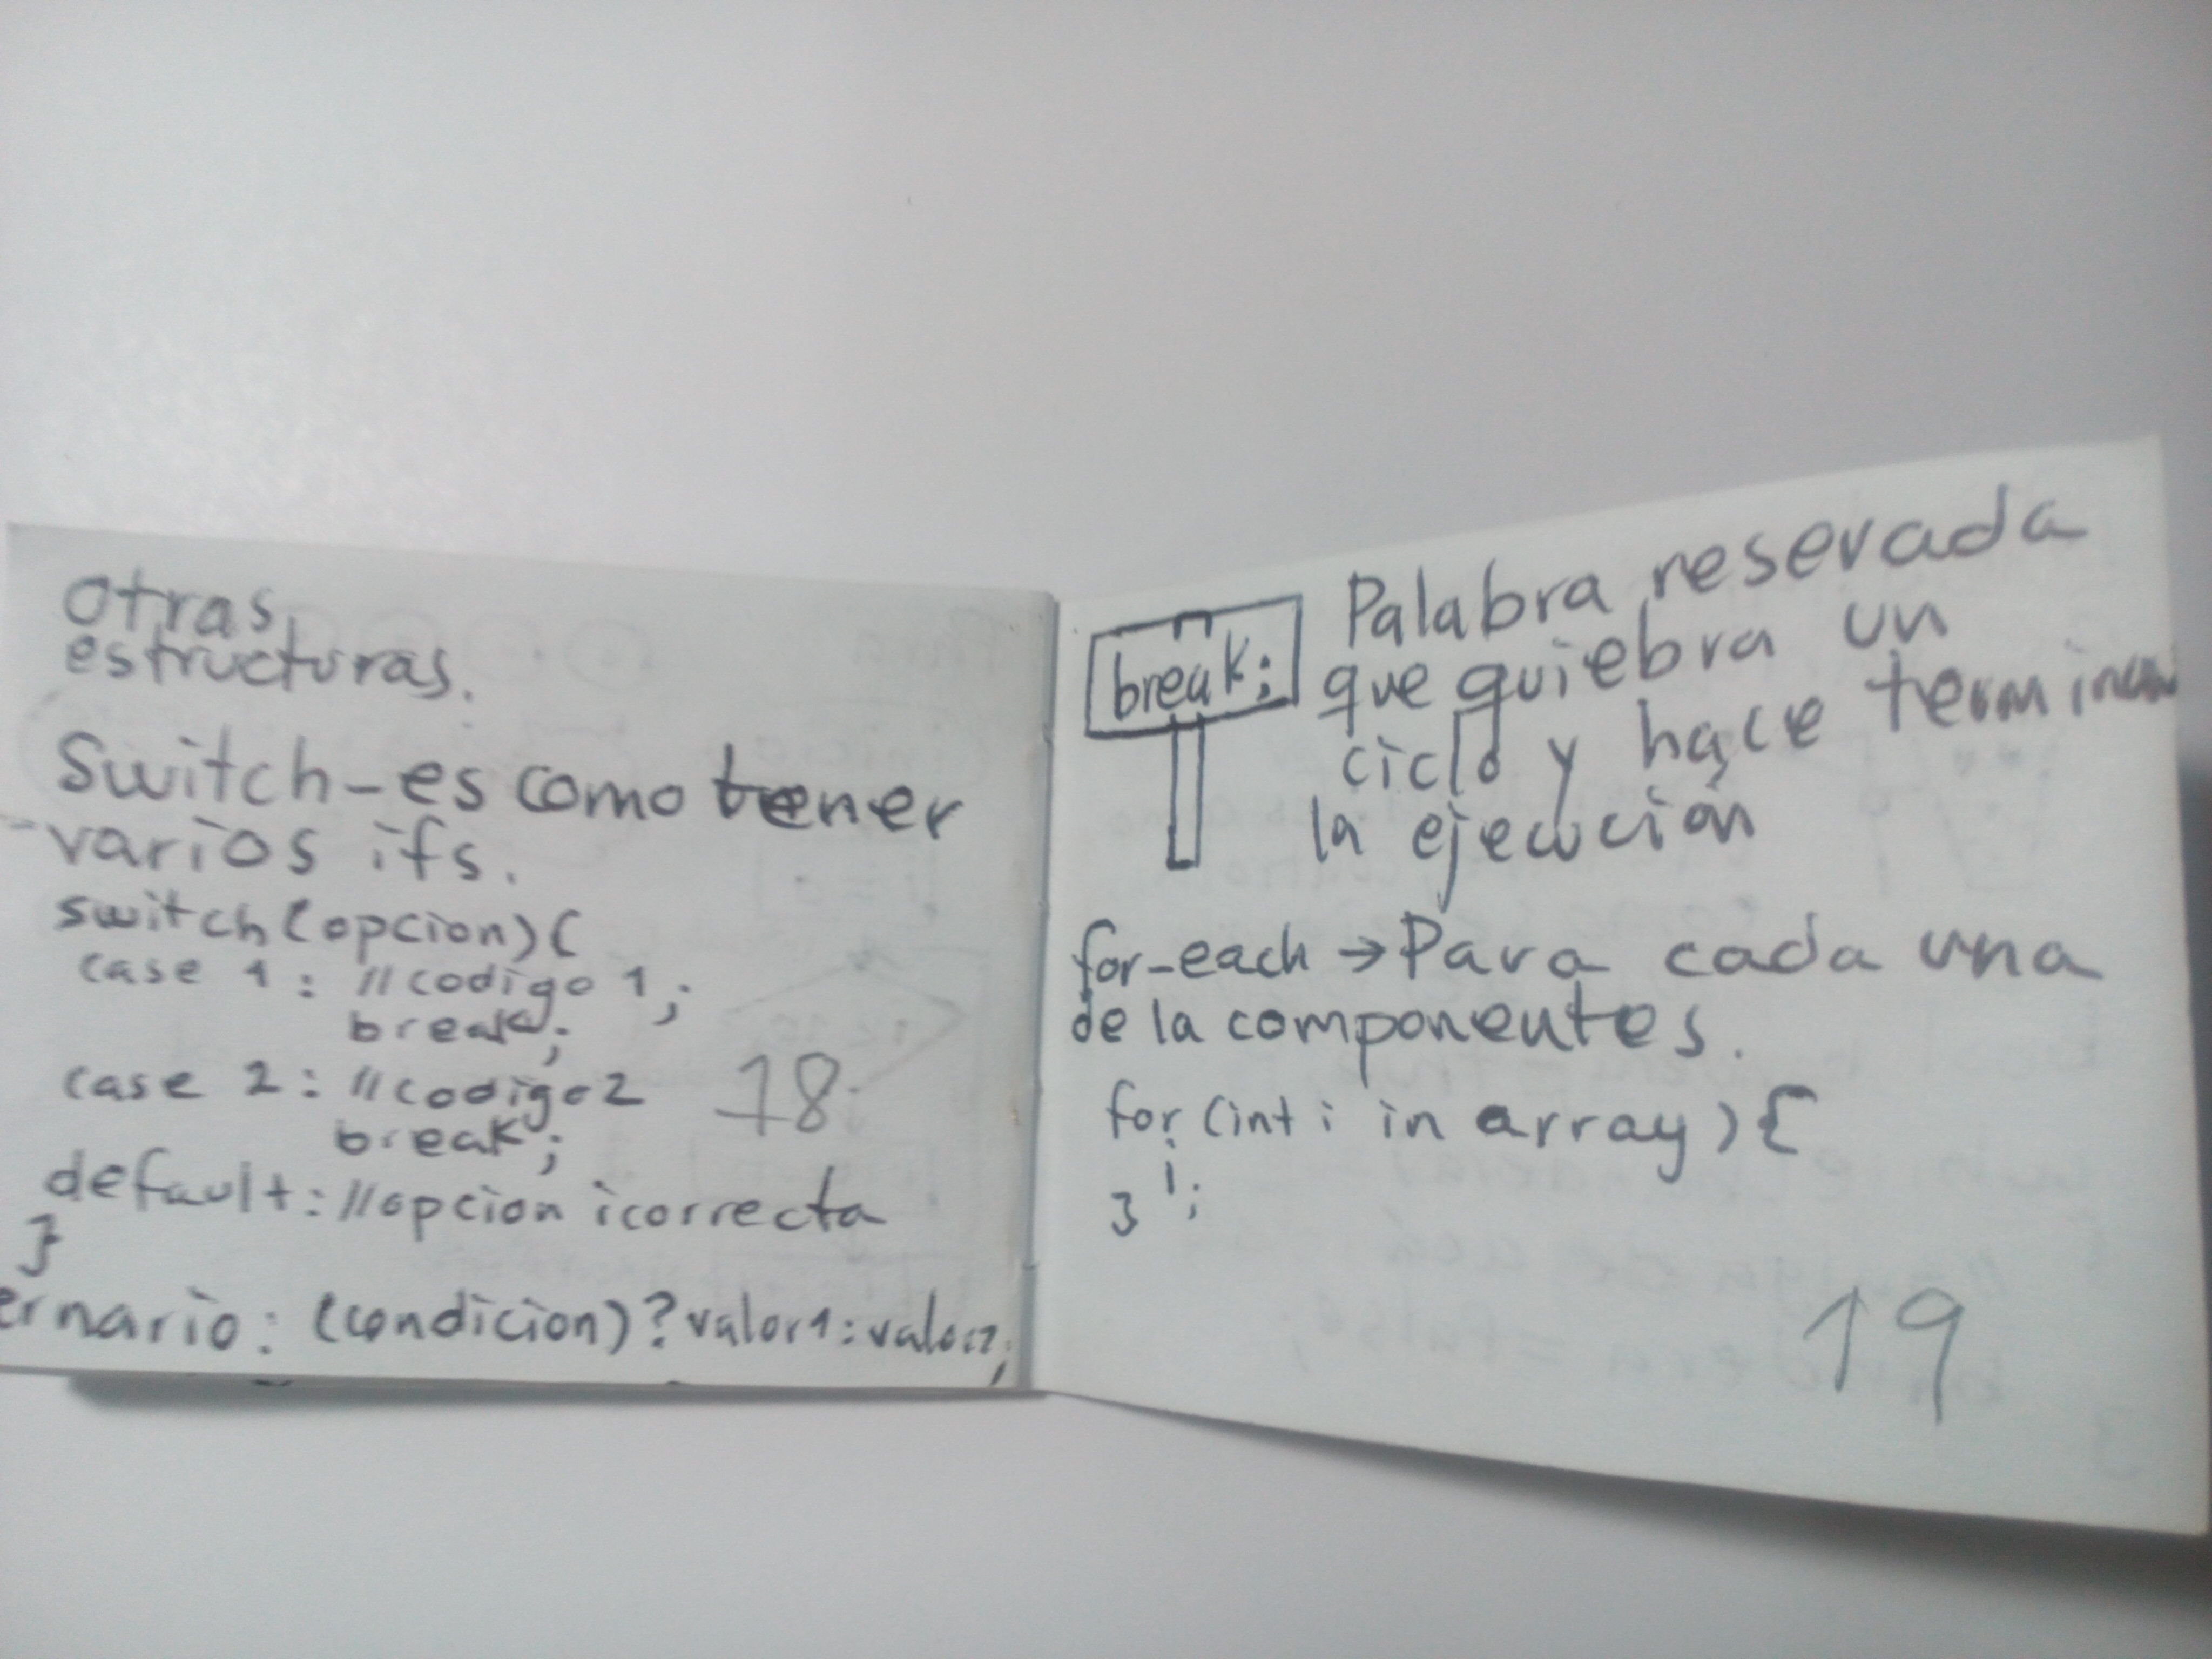 otras
estructuras.
Switch-es como tener
varios ifs.
switch(opcion){
case 1: //codigo 1;
break;
case 2: //codigo2
break;
default: //opcion icorrecta
}
ernario: (condicion)?valor1:valor2;
18
break;
Palabra reservada
que quiebra un
ciclo y hace terminar
la ejecución
for-each → Para cada una
de la componentes.
for (int i in array) {
i;
}
19